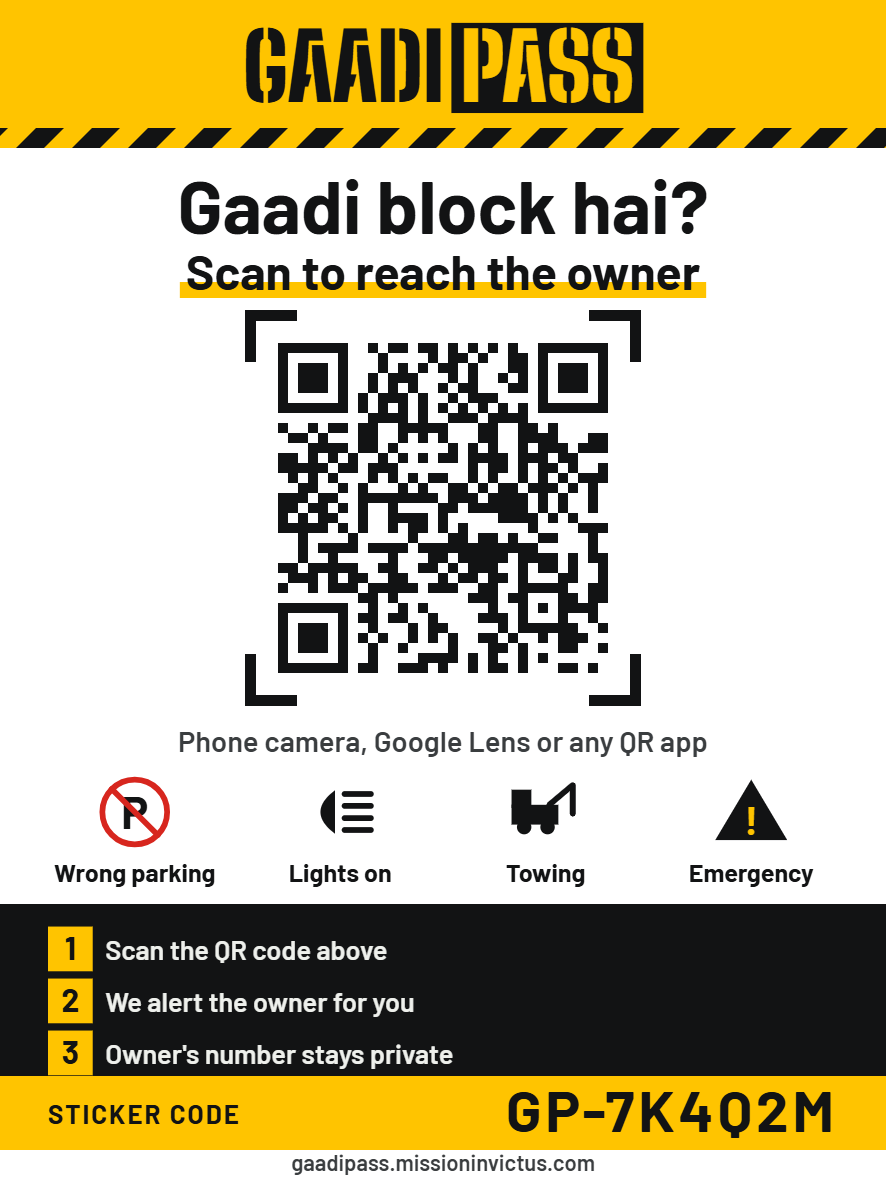 GAADI PASS
Gaadi block hai?
Scan to reach the owner
Phone camera, Google Lens or any QR app
P
!
Wrong parking
Lights on
Towing
Emergency
1 Scan the QR code above
2 We alert the owner for you
3 Owner's number stays private
STICKER CODE GP-7K4Q2M
gaadipass.missioninvictus.com